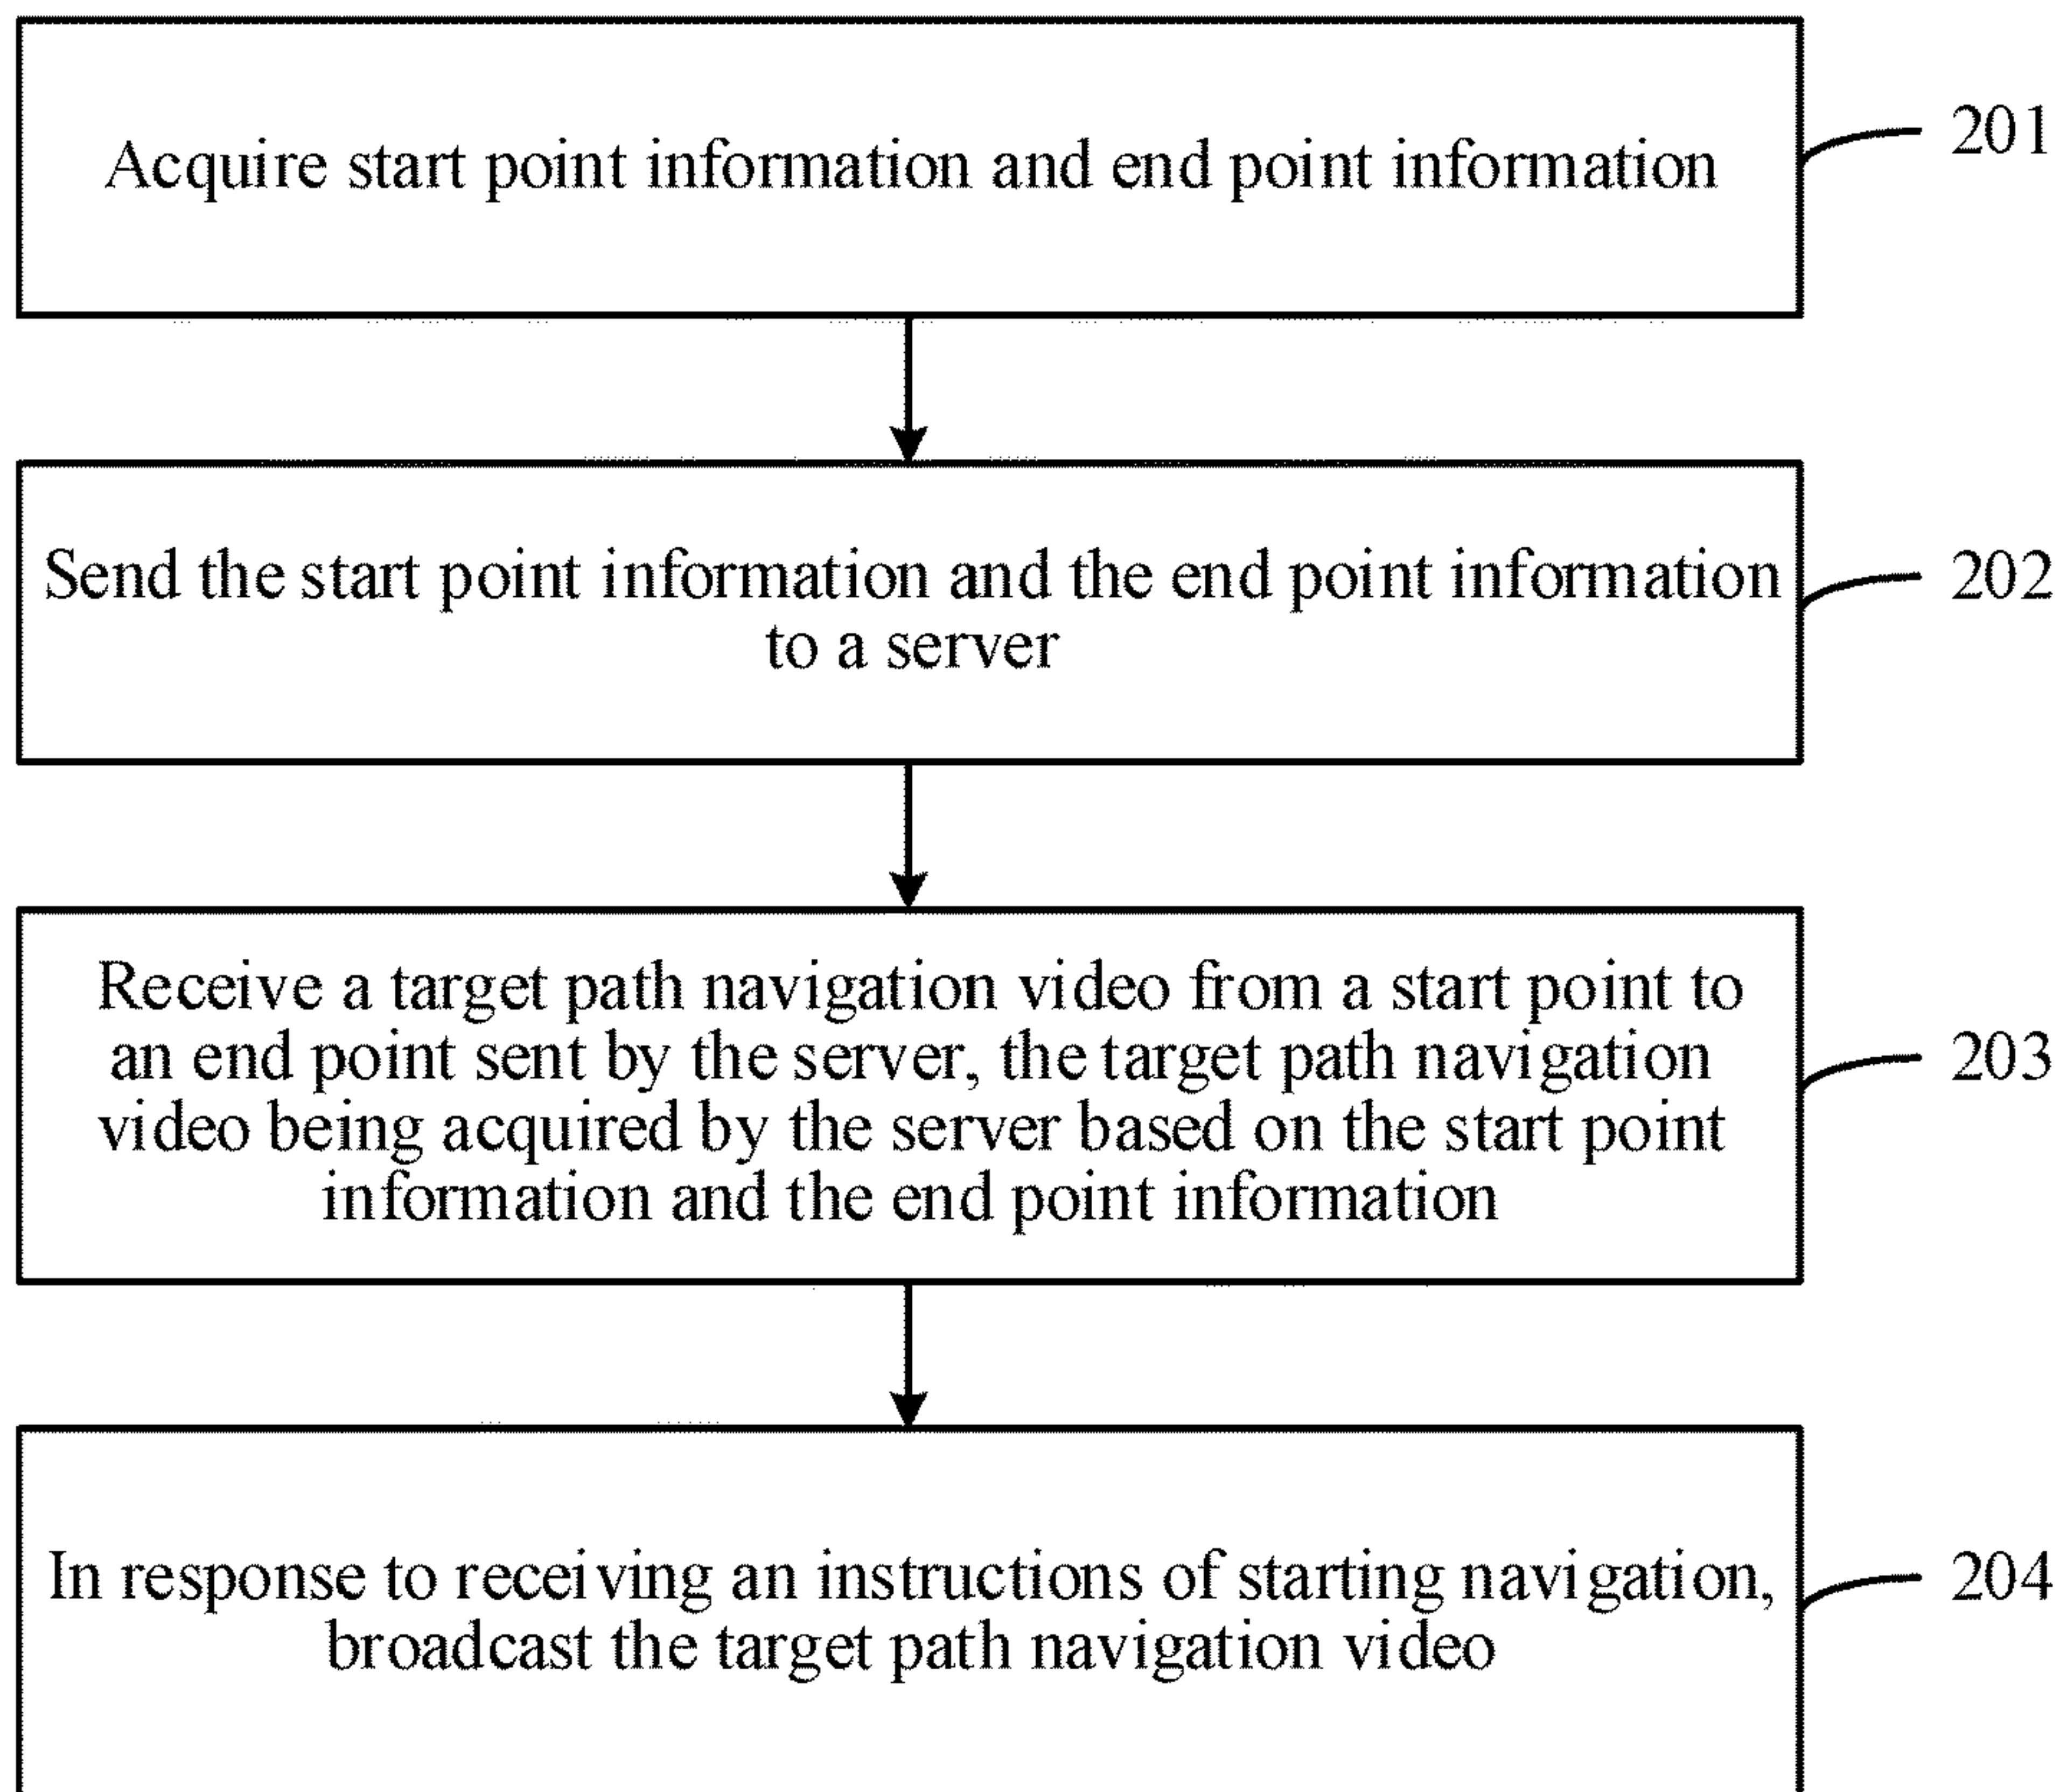 Acquire start point information and end point information
201
Send the start point information and the end point information
to a server
202
Receive a target path navigation video from a start point to
an end point sent by the server, the target path navigation
video being acquired by the server based on the start point
information and the end point information
203
In response to receiving an instructions of starting navigation,
broadcast the target path navigation video
204